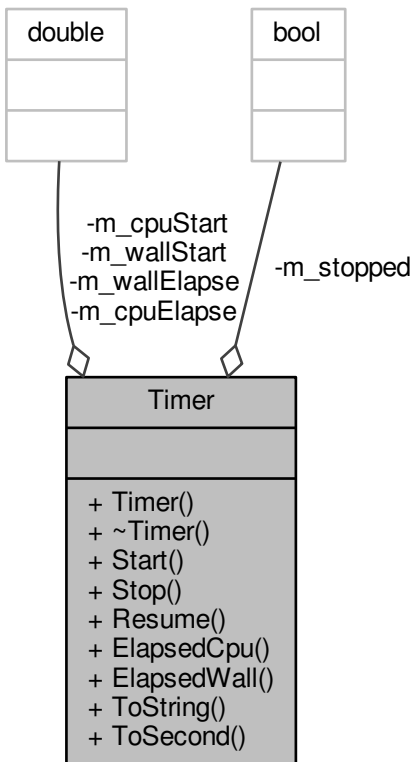 double
bool
-m_cpuStart
-m_wallStart
-m_wallElapse
-m_cpuElapse
-m_stopped
Timer
+ Timer()
+ ~Timer()
+ Start()
+ Stop()
+ Resume()
+ ElapsedCpu()
+ ElapsedWall()
+ ToString()
+ ToSecond()